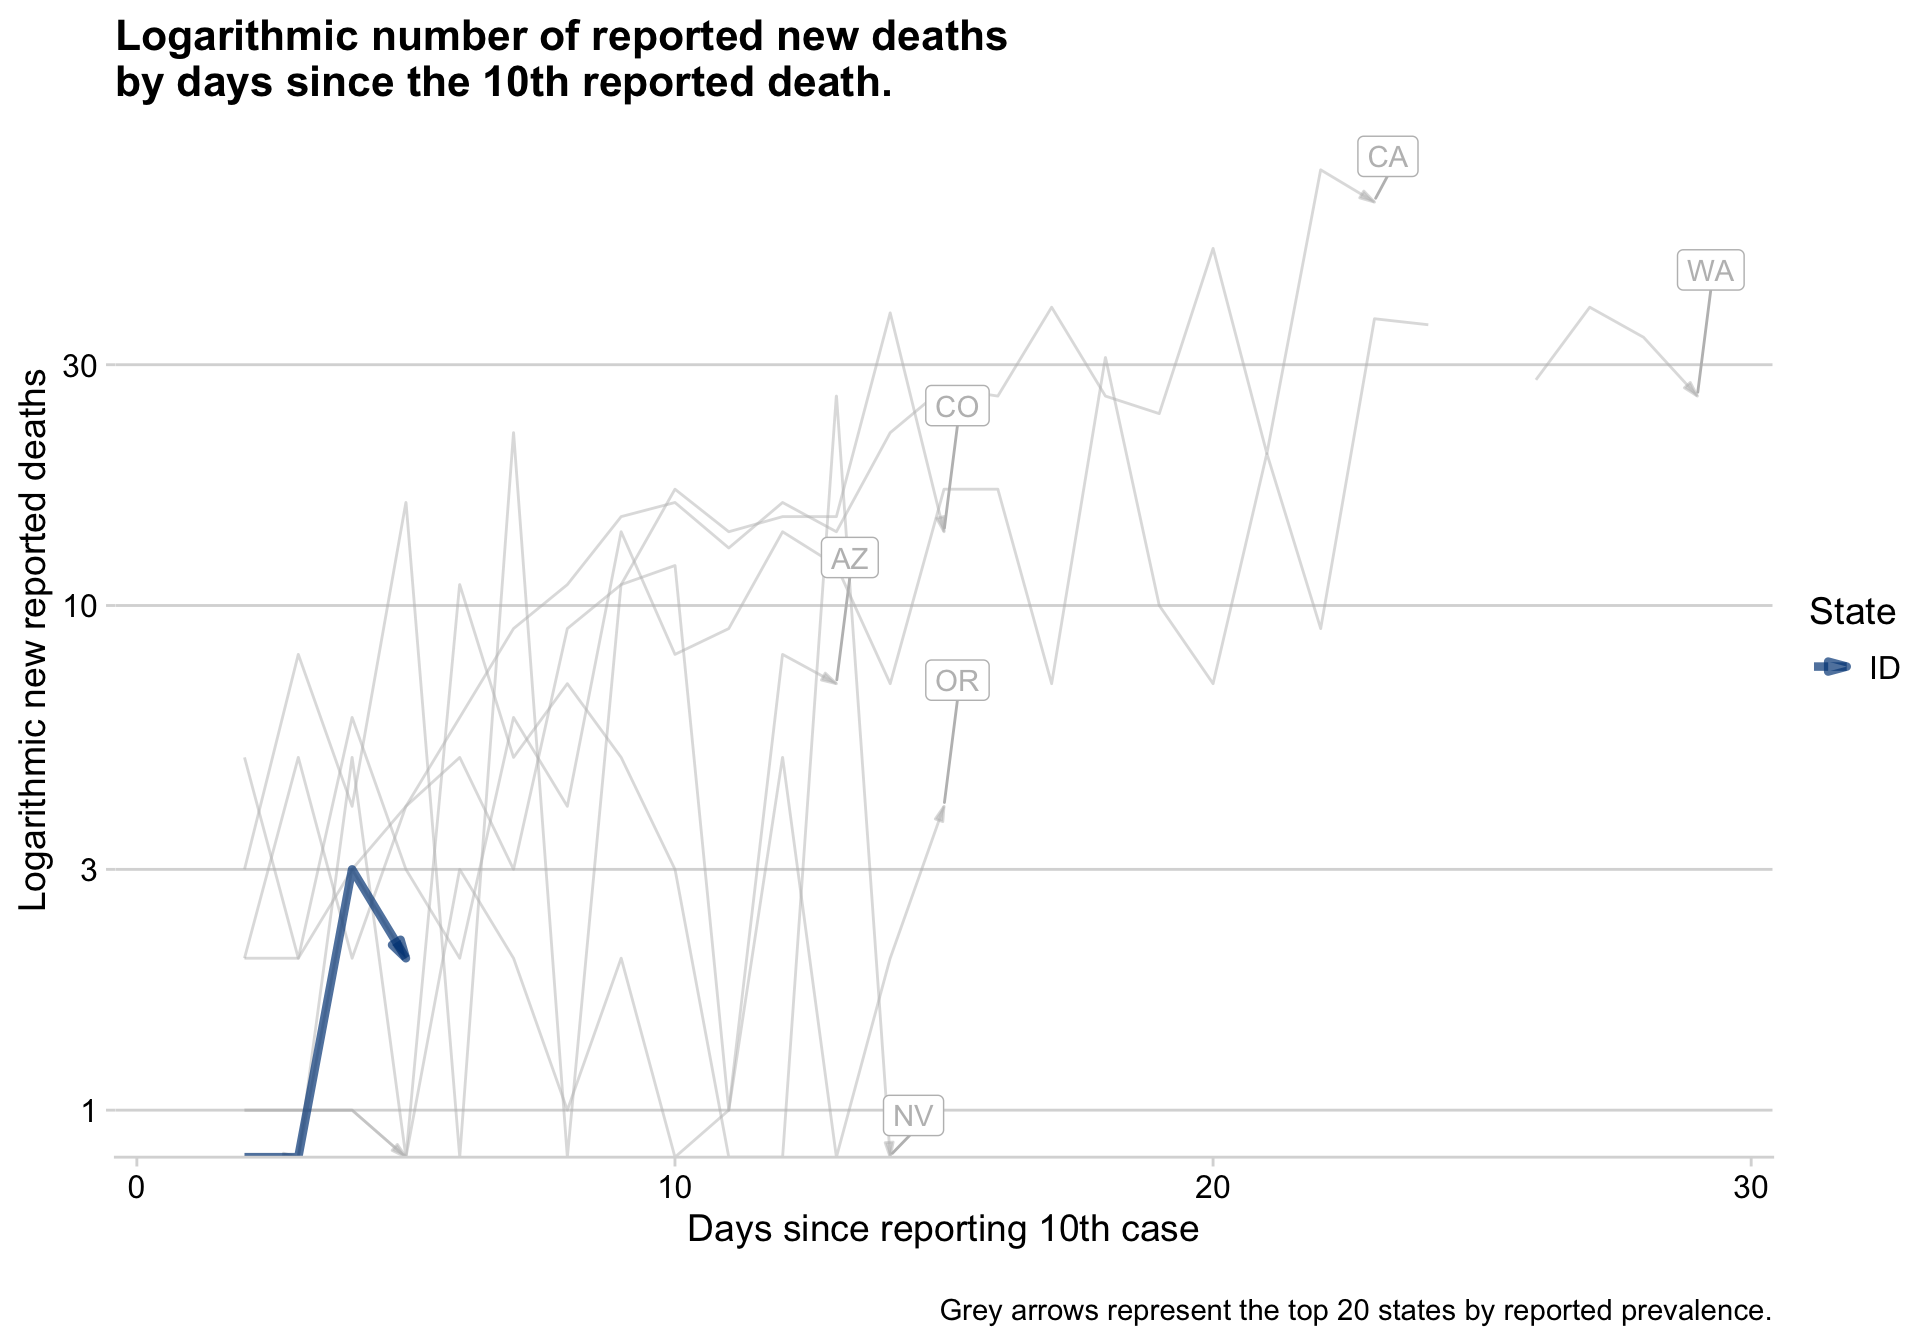 Logarithmic number of reported new deaths
by days since the 10th reported death.
CA
WA
30
CO
AZ
10
OR
3
NV
1
Logarithmic new reported deaths
State
ID
0
10
20
30
Days since reporting 10th case
Grey arrows represent the top 20 states by reported prevalence.